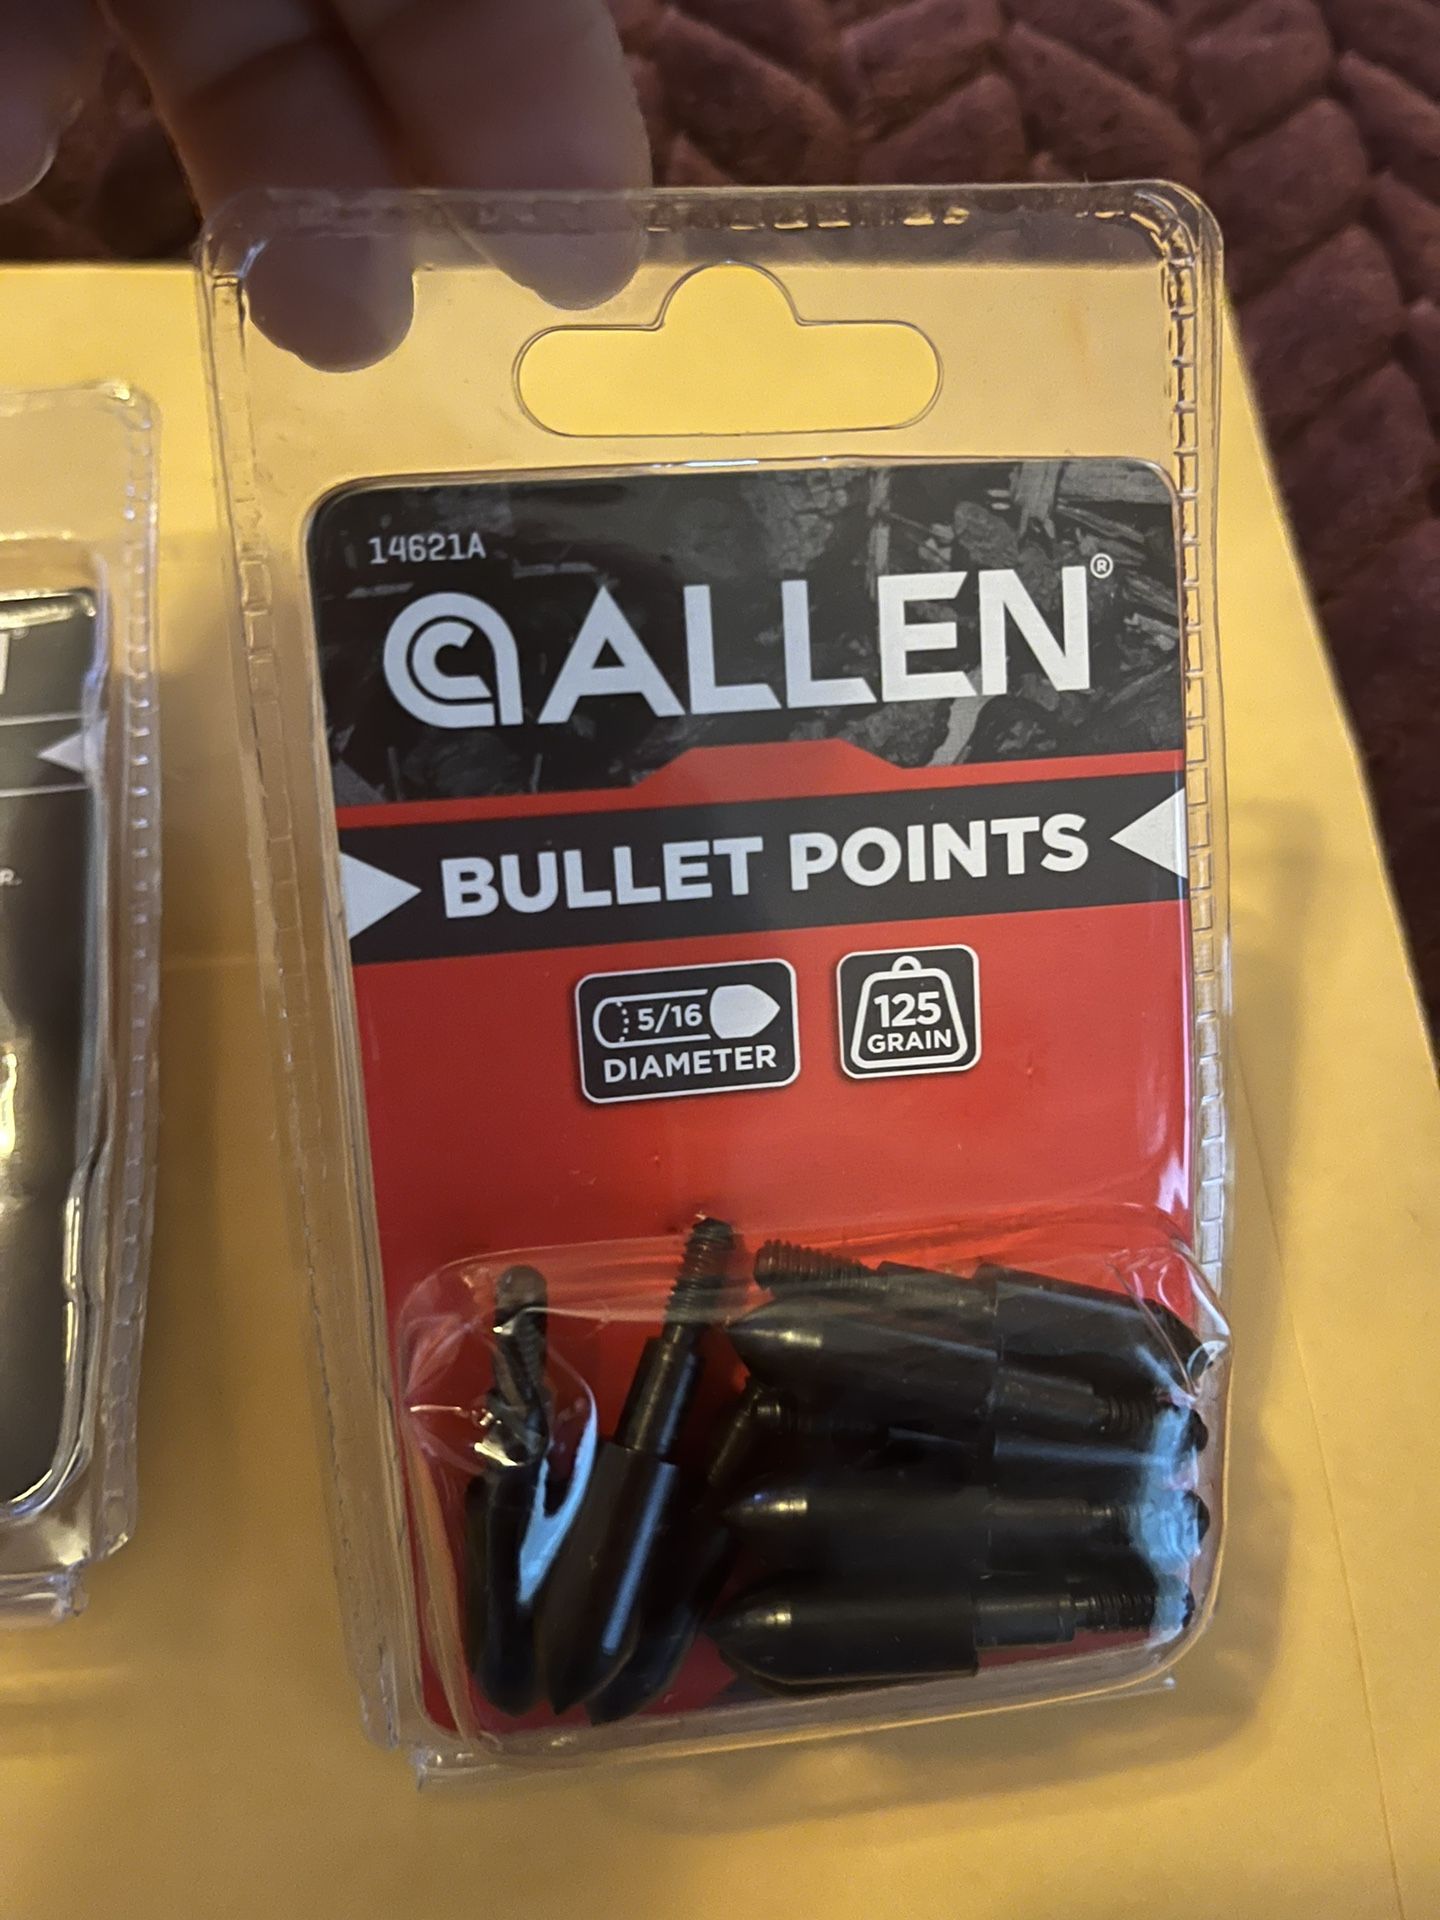 14621A
ALLEN®
BULLET POINTS
5/16
DIAMETER
125
GRAIN